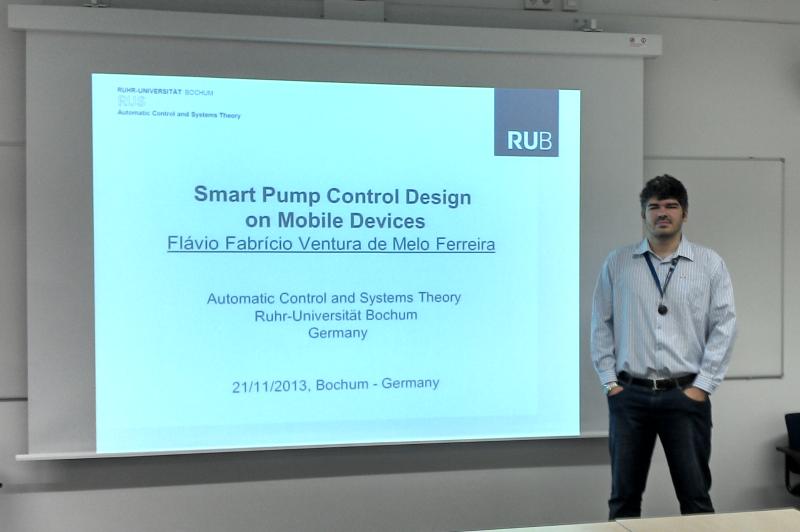 RUHR-UNIVERSITÄT BOCHUM
RUS
Automatic Control and Systems Theory
RUB
Smart Pump Control Design
on Mobile Devices
Flávio Fabrício Ventura de Melo Ferreira
Automatic Control and Systems Theory
Ruhr-Universität Bochum
Germany
21/11/2013, Bochum - Germany